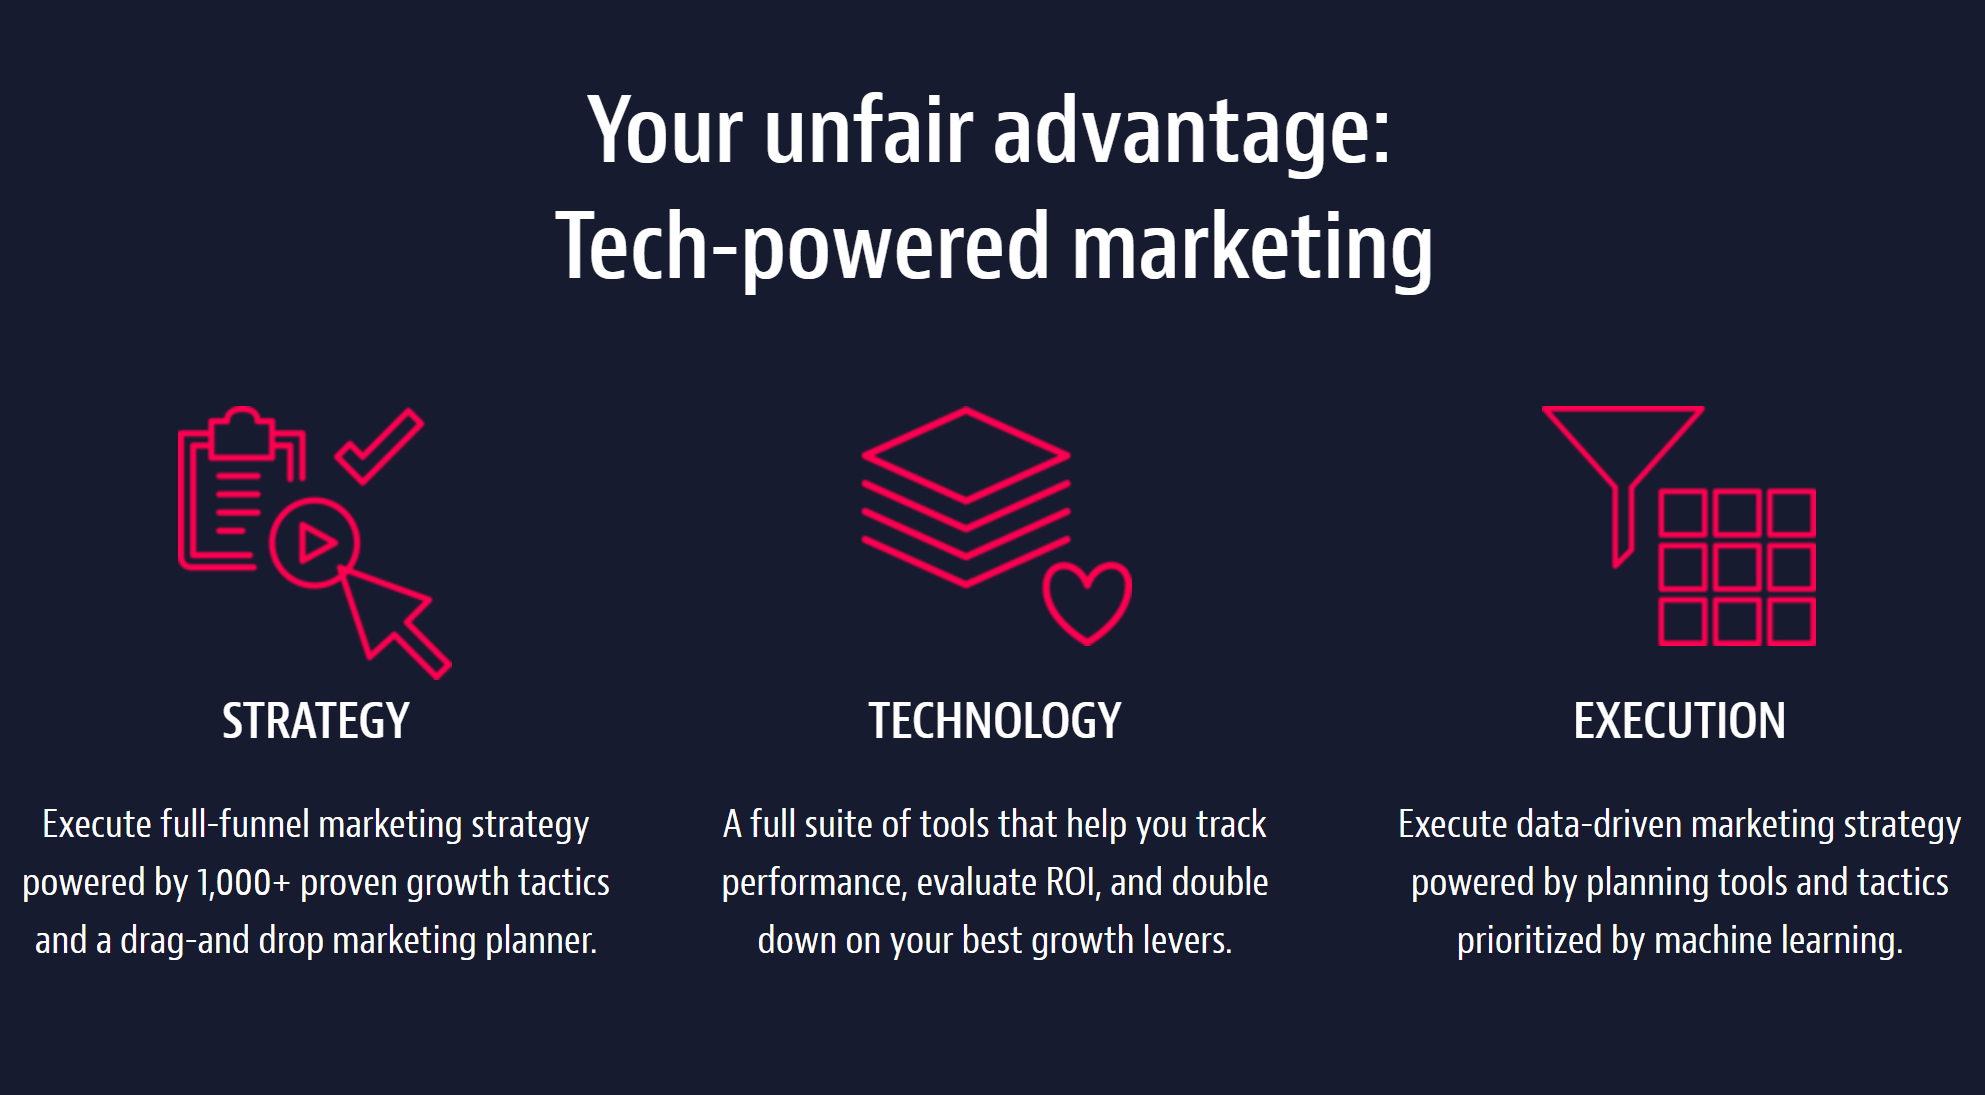 Your unfair advantage:
Tech-powered marketing
STRATEGY
Execute full-funnel marketing strategy
powered by 1,000+ proven growth tactics
and a drag-and drop marketing planner.
TECHNOLOGY
A full suite of tools that help you track
performance, evaluate ROI, and double
down on your best growth levers.
EXECUTION
Execute data-driven marketing strategy
powered by planning tools and tactics
prioritized by machine learning.